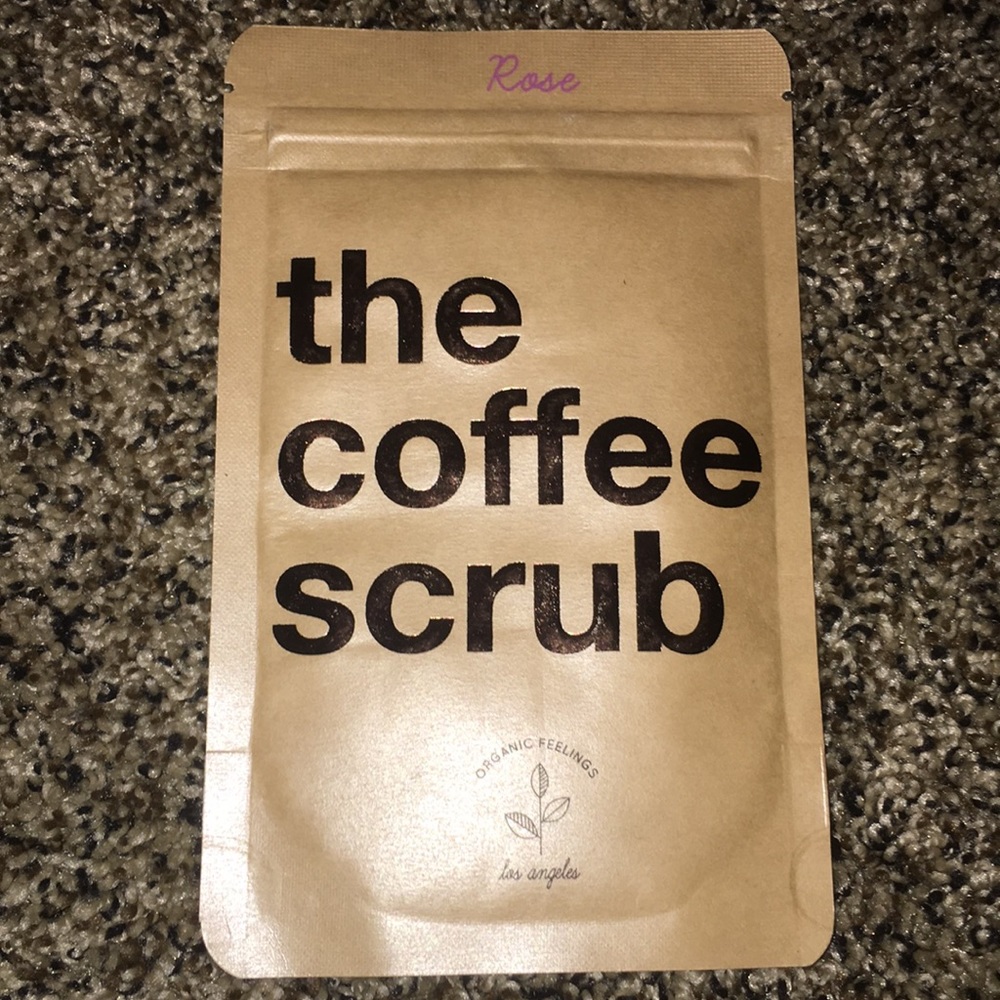 Rose
the
coffee
scrub
ORGANIC FEELINGS
los angeles